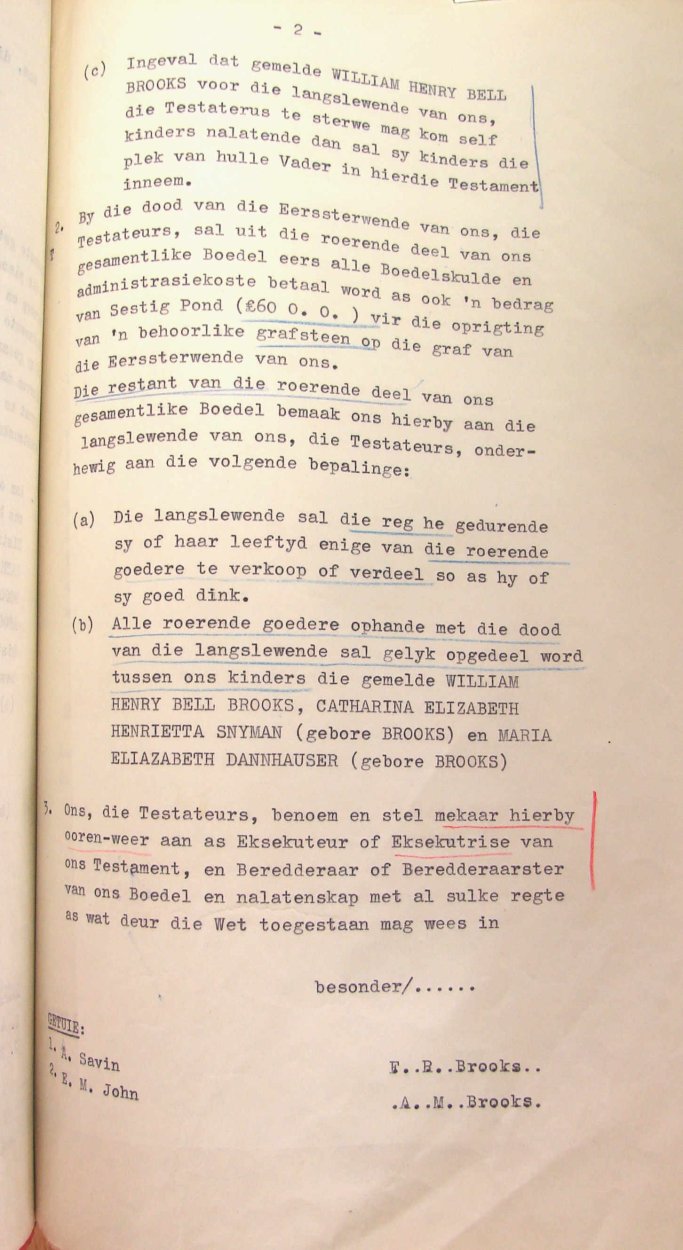 - 2 -
(c) Ingeval dat gemelde WILLIAM HENRY BELL
BROOKS voor die langslewende van ons,
die Testaterus te sterwe mag kom self
kinders nalatende dan sal sy kinders die
plek van hulle Vader in hierdie Testament
inneem.
2. By die dood van die Eerssterwende van ons, die
Testateurs, sal uit die roerende deel van ons
gesamentlike Boedel eers alle Boedelskulde en
administrasiekoste betaal word as ook 'n bedrag
van Sestig Pond (£60 0. 0. ) vir die oprigting
van 'n behoorlike grafsteen op die graf van
die Eerssterwende van ons.
Die restant van die roerende deel van ons
gesamentlike Boedel bemaak ons hierby aan die
langslewende van ons, die Testateurs, onder-
hewig aan die volgende bepalinge:
(a) Die langslewende sal die reg he gedurende
sy of haar leeftyd enige van die roerende
goedere te verkoop of verdeel so as hy of
sy goed dink.
(b) Alle roerende goedere ophande met die dood
van die langslewende sal gelyk opgedeel word
tussen ons kinders die gemelde WILLIAM
HENRY BELL BROOKS, CATHARINA ELIZABETH
HENRIETTA SNYMAN (gebore BROOKS) en MARIA
ELIAZABETH DANNHAUSER (gebore BROOKS)
3. Ons, die Testateurs, benoem en stel mekaar hierby
ooren-weer aan as Eksekuteur of Eksekutrise van
ons Testament, en Beredderaar of Beredderaarster
van ons Boedel en nalatenskap met al sulke regte
as wat deur die Wet toegestaan mag wees in
besonder/......
GETUIE:
1. A. Savin
2. E. M. John
F..R..Brooks..
.A..M..Brooks.